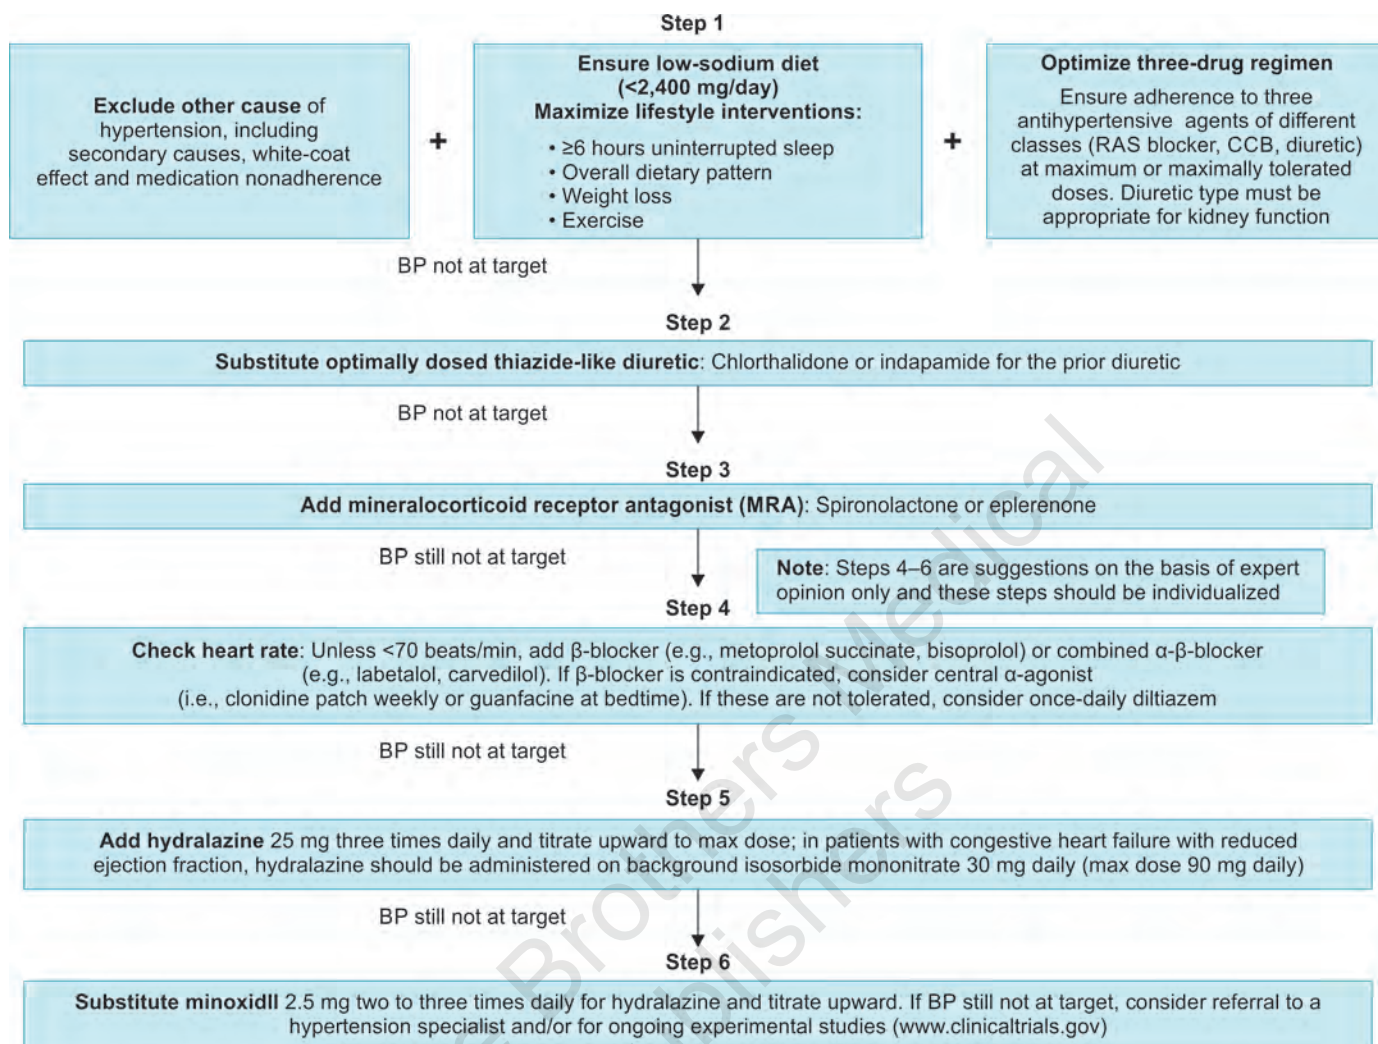 Step 1
Exclude other cause of
hypertension, including
secondary causes, white-coat
effect and medication nonadherence
+
Ensure low-sodium diet
(<2,400 mg/day)
Maximize lifestyle interventions:
• ≥6 hours uninterrupted sleep
• Overall dietary pattern
• Weight loss
• Exercise
+
Optimize three-drug regimen
Ensure adherence to three
antihypertensive agents of different
classes (RAS blocker, CCB, diuretic)
at maximum or maximally tolerated
doses. Diuretic type must be
appropriate for kidney function
BP not at target
Step 2
Substitute optimally dosed thiazide-like diuretic: Chlorthalidone or indapamide for the prior diuretic
BP not at target
Step 3
Add mineralocorticoid receptor antagonist (MRA): Spironolactone or eplerenone
BP still not at target
Note: Steps 4–6 are suggestions on the basis of expert
opinion only and these steps should be individualized
Step 4
Check heart rate: Unless <70 beats/min, add β-blocker (e.g., metoprolol succinate, bisoprolol) or combined α-β-blocker
(e.g., labetalol, carvedilol). If β-blocker is contraindicated, consider central α-agonist
(i.e., clonidine patch weekly or guanfacine at bedtime). If these are not tolerated, consider once-daily diltiazem
BP still not at target
Step 5
Add hydralazine 25 mg three times daily and titrate upward to max dose; in patients with congestive heart failure with reduced
ejection fraction, hydralazine should be administered on background isosorbide mononitrate 30 mg daily (max dose 90 mg daily)
BP still not at target
Step 6
Substitute minoxidIl 2.5 mg two to three times daily for hydralazine and titrate upward. If BP still not at target, consider referral to a
hypertension specialist and/or for ongoing experimental studies (www.clinicaltrials.gov)
Brothers Medical
blishers